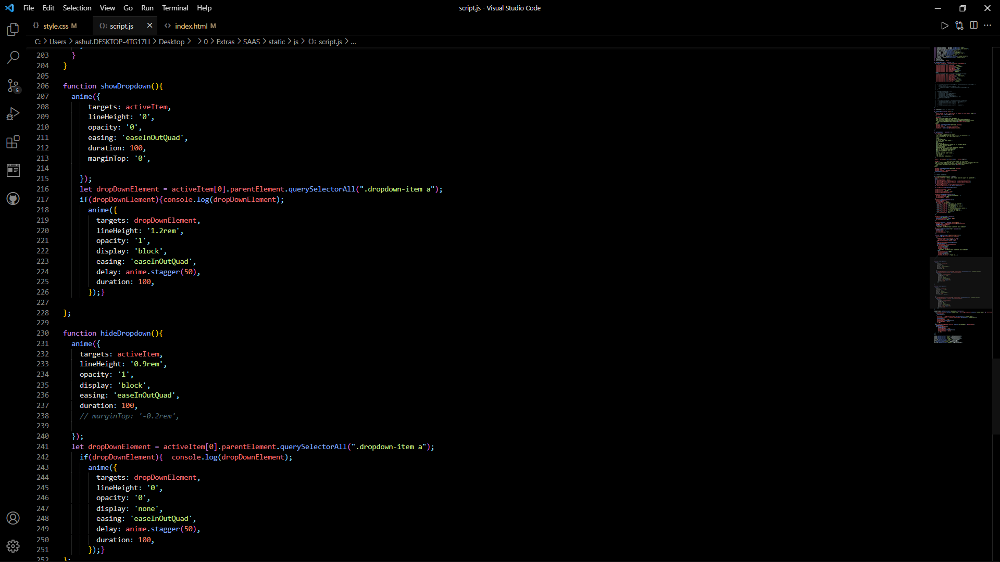 File Edit Selection View Go Run Terminal Help
script.js - Visual Studio Code
style.css M
script.js
index.html M
C: > Users > ashut.DESKTOP-4TG17LI > Desktop > > 0 > Extras > SAAS > static > js > script.js > ...
5
203 }
204 }
205
206 function showDropdown(){
207 anime({
208 targets: activeItem,
209 lineHeight: '0',
210 opacity: '0',
211 easing: 'easeInOutQuad',
212 duration: 100,
213 marginTop: '0',
214
215 });
216 let dropDownElement = activeItem[0].parentElement.querySelectorAll(".dropdown-item a");
217 if(dropDownElement){console.log(dropDownElement);
218 anime({
219 targets: dropDownElement,
220 lineHeight: '1.2rem',
221 opacity: '1',
222 display: 'block',
223 easing: 'easeInOutQuad',
224 delay: anime.stagger(50),
225 duration: 100,
226 });}
227
228 };
229
230 function hideDropdown(){
231 anime({
232 targets: activeItem,
233 lineHeight: '0.9rem',
234 opacity: '1',
235 display: 'block',
236 easing: 'easeInOutQuad',
237 duration: 100,
238 // marginTop: '-0.2rem',
239
240 });
241 let dropDownElement = activeItem[0].parentElement.querySelectorAll(".dropdown-item a");
242 if(dropDownElement){  console.log(dropDownElement);
243 anime({
244 targets: dropDownElement,
245 lineHeight: '0',
246 opacity: '0',
247 display: 'none',
248 easing: 'easeInOutQuad',
249 delay: anime.stagger(50),
250 duration: 100,
251 });}
252 };